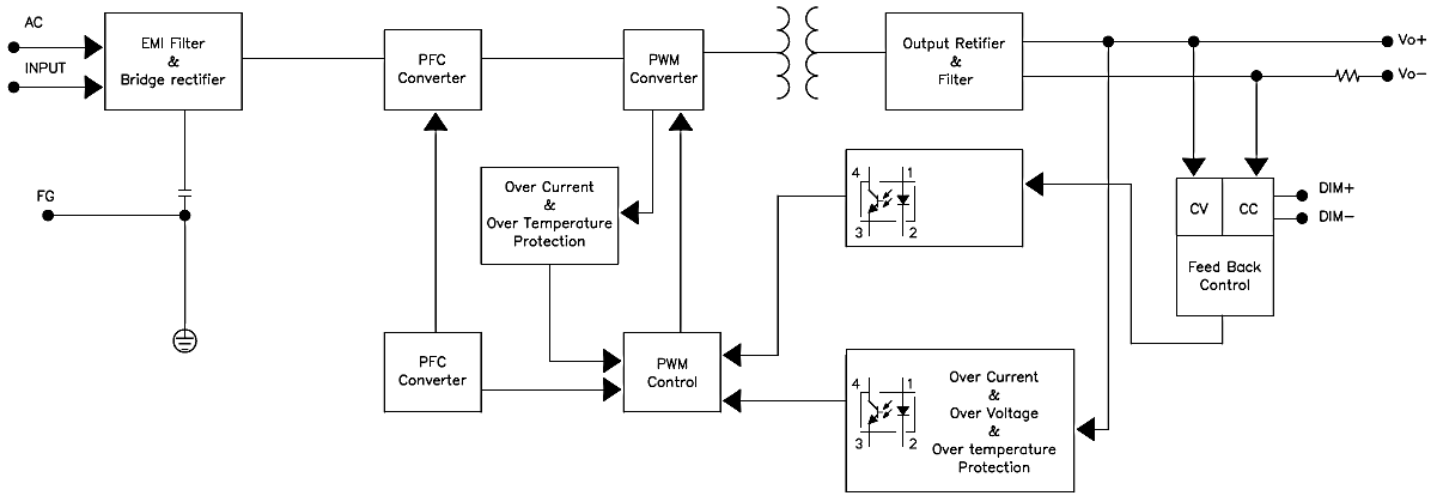 AC
INPUT
EMI Filter
&
Bridge rectifier
PFC
Converter
PWM
Converter
Output Retifier
&
Filter
Vo+
Vo-
FG
Over Current
&
Over Temperature
Protection
4 1
3 2
CV CC
DIM+
DIM-
Feed Back
Control
PFC
Converter
PWM
Control
4 1
3 2
Over Current
&
Over Voltage
&
Over temperature
Protection